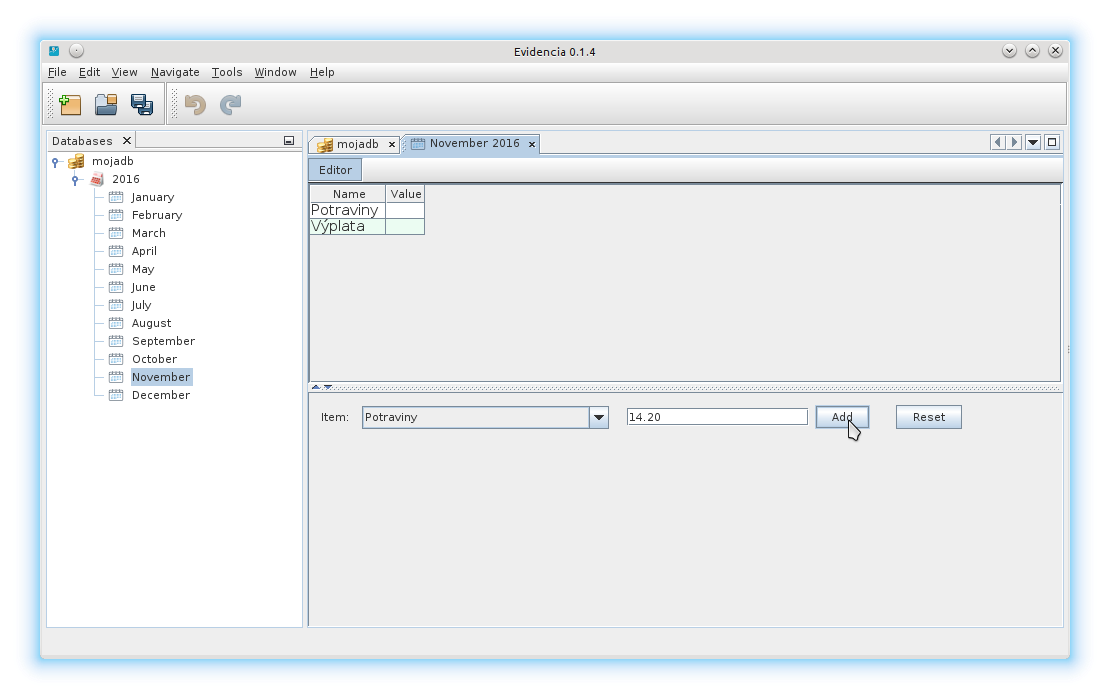 Evidencia 0.1.4
File Edit View Navigate Tools Window Help
Databases
mojadb
2016
January
February
March
April
May
June
July
August
September
October
November
December
mojadb November 2016
Editor
Name Value
Potraviny
Výplata
Item: Potraviny 14.20 Add Reset